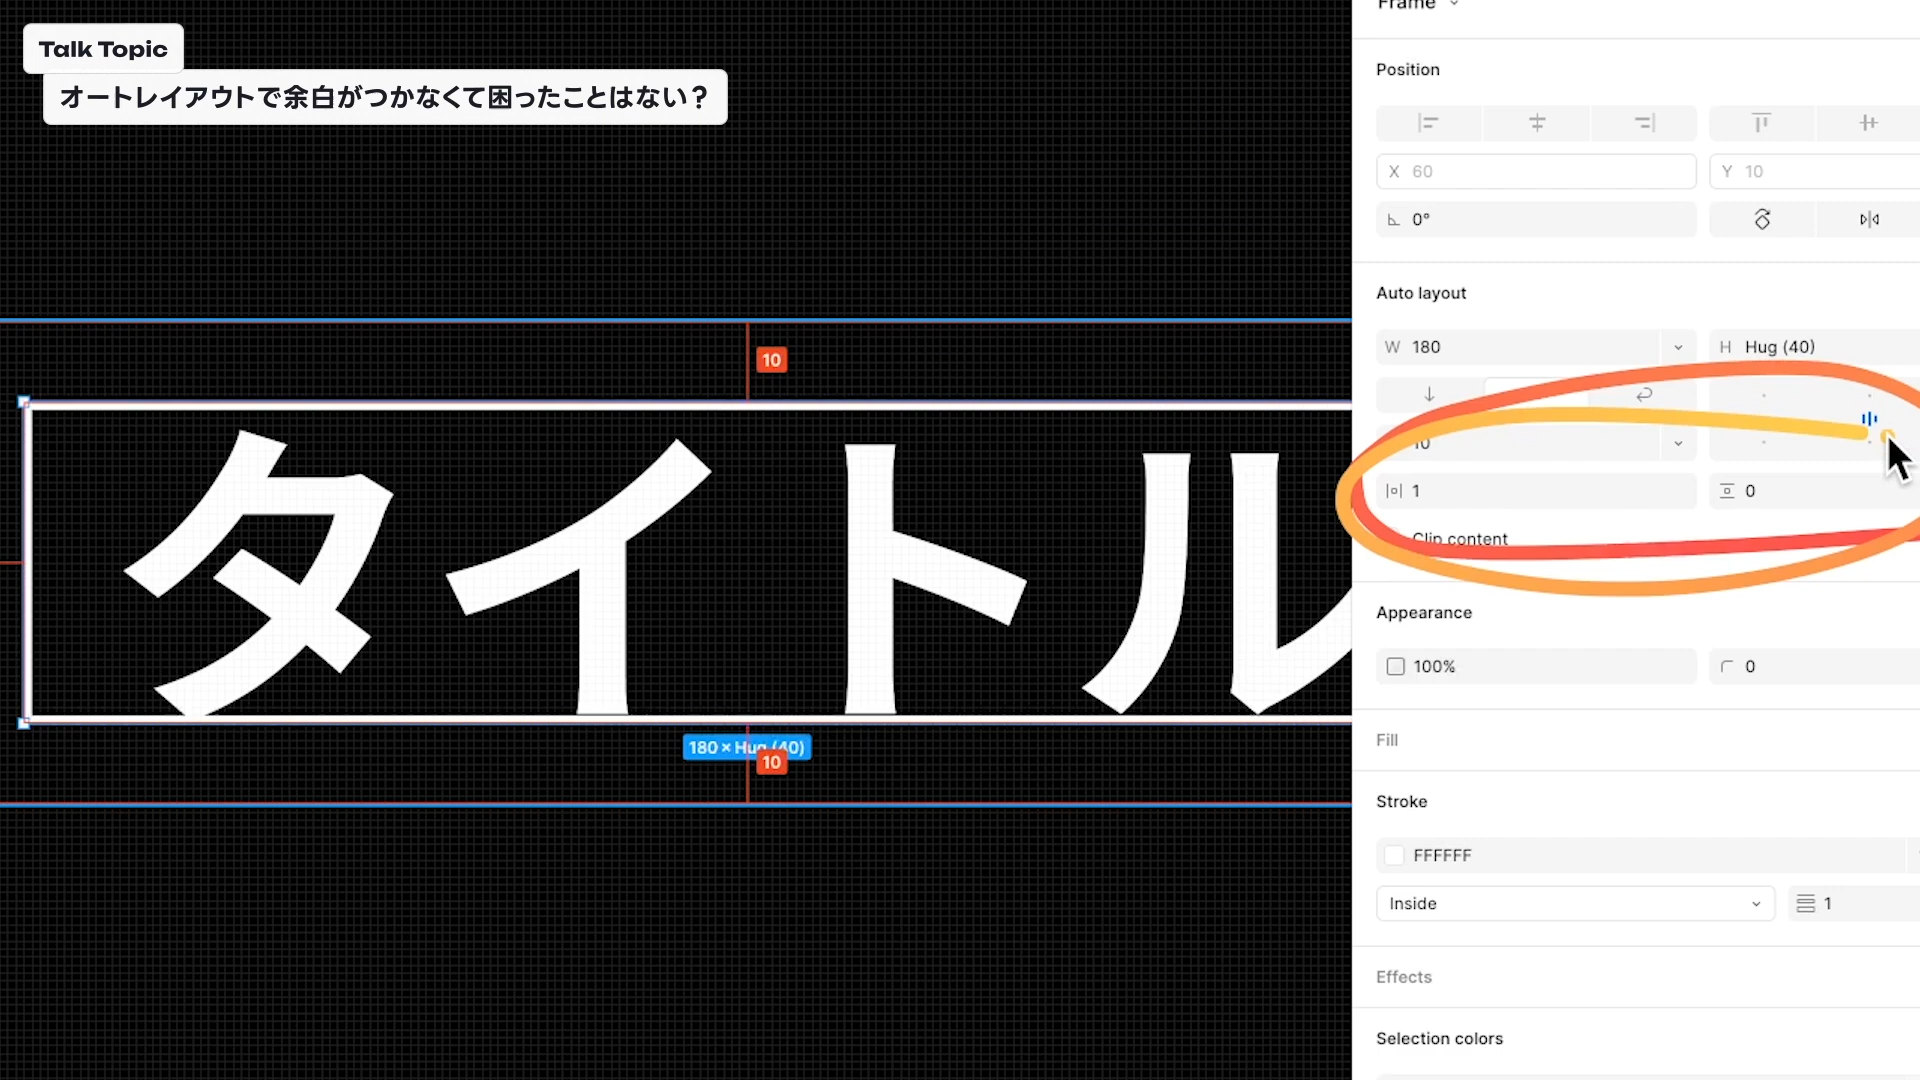 Talk Topic
オートレイアウトで余白がつかなくて困ったことはない？
Frame
Position
X 60
Y 10
0°
Auto layout
W 180
H Hug (40)
10
1
0
Clip content
10
タイトル
180 × Hug (40)
10
Appearance
100%
0
Fill
Stroke
FFFFFF
Inside
1
Effects
Selection colors